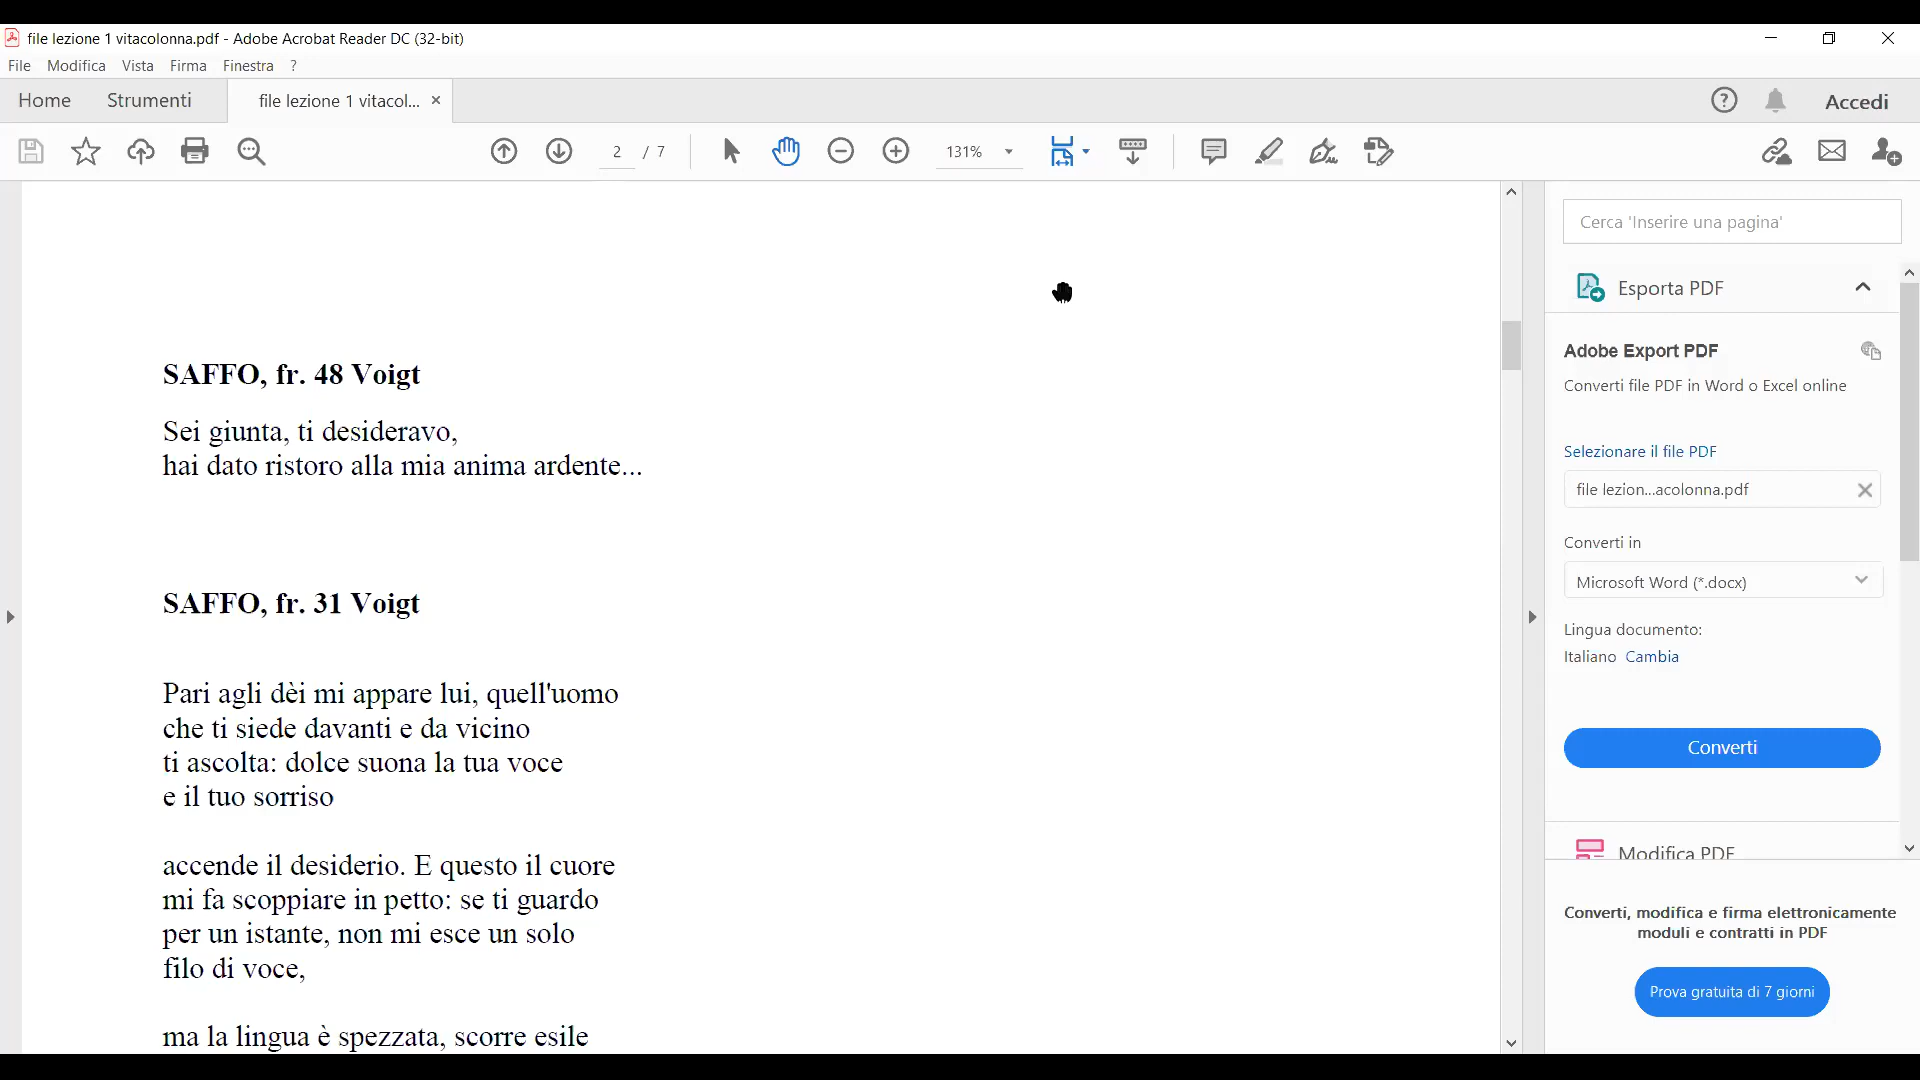 file lezione 1 vitacolonna.pdf - Adobe Acrobat Reader DC (32-bit)
File Modifica Vista Firma Finestra ?
Home Strumenti file lezione 1 vitacol... × Accedi
2 / 7 131%
Cerca 'Inserire una pagina'
Esporta PDF
Adobe Export PDF
Converti file PDF in Word o Excel online
Selezionare il file PDF
file lezion...acolonna.pdf
Converti in
Microsoft Word (*.docx)
Lingua documento:
Italiano Cambia
Converti
Modifica PDF
Converti, modifica e firma elettronicamente
moduli e contratti in PDF
Prova gratuita di 7 giorni
SAFFO, fr. 48 Voigt
Sei giunta, ti desideravo,
hai dato ristoro alla mia anima ardente...
SAFFO, fr. 31 Voigt
Pari agli dèi mi appare lui, quell'uomo
che ti siede davanti e da vicino
ti ascolta: dolce suona la tua voce
e il tuo sorriso
accende il desiderio. E questo il cuore
mi fa scoppiare in petto: se ti guardo
per un istante, non mi esce un solo
filo di voce,
ma la lingua è spezzata, scorre esile